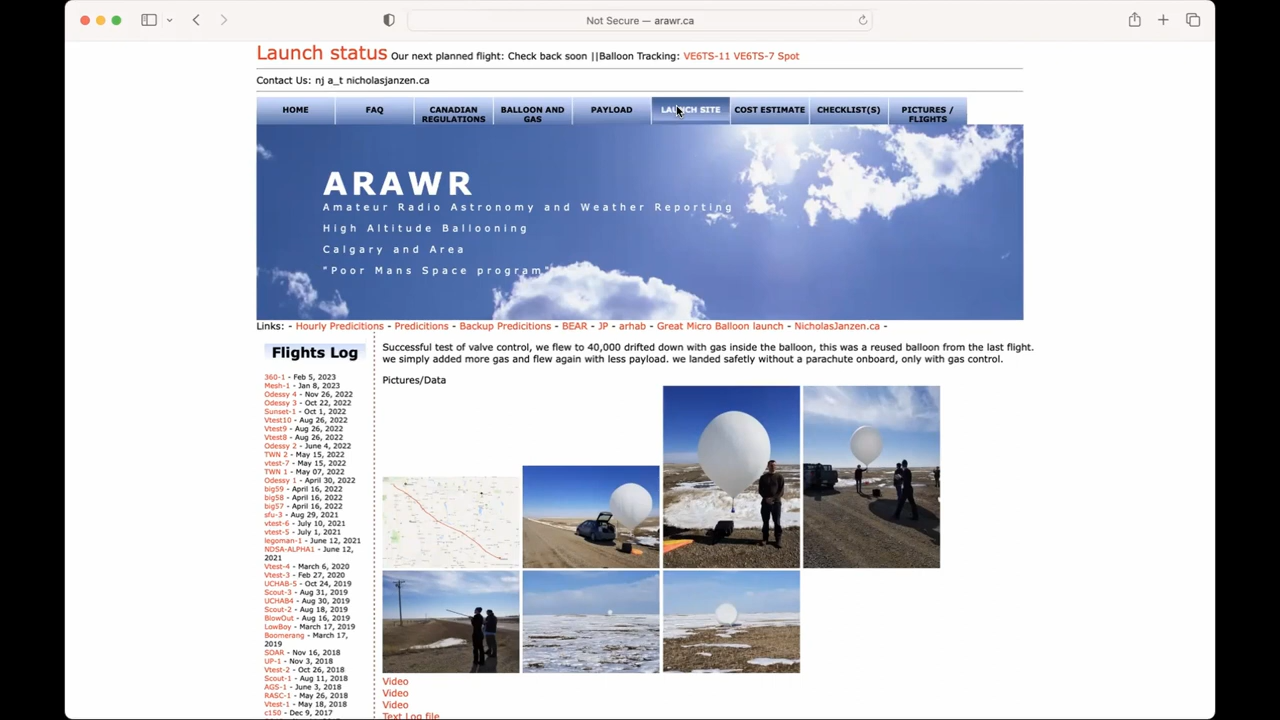 Not Secure — arawr.ca
Launch status Our next planned flight: Check back soon ||Balloon Tracking: VE6TS-11 VE6TS-7 Spot
Contact Us: nj a_t nicholasjanzen.ca
HOME
FAQ
CANADIAN
REGULATIONS
BALLOON AND
GAS
PAYLOAD
LAUNCH SITE
COST ESTIMATE
CHECKLIST(S)
PICTURES /
FLIGHTS
ARAWR
Amateur Radio Astronomy and Weather Reporting
High Altitude Ballooning
Calgary and Area
"Poor Mans Space program"
Links: - Hourly Predicitions - Predicitions - Backup Predicitions - BEAR - JP - arhab - Great Micro Balloon launch - NicholasJanzen.ca -
Flights Log
360-1 - Feb 5, 2023
Mesh-1 - Jan 8, 2023
Odessy 4 - Nov 26, 2022
Odessy 3 - Oct 22, 2022
Sunset-1 - Oct 1, 2022
Vtest10 - Aug 26, 2022
Vtest9 - Aug 26, 2022
Vtest8 - Aug 26, 2022
Odessy 2 - June 4, 2022
TWN 2 - May 15, 2022
vtest-7 - May 15, 2022
TWN 1 - May 07, 2022
Odessy 1 - April 30, 2022
big59 - April 16, 2022
big58 - April 16, 2022
big57 - April 16, 2022
sfu-3 - Aug 29, 2021
vtest-6 - July 10, 2021
vtest-5 - July 1, 2021
legoman-1 - June 12, 2021
NDSA-ALPHA1 - June 12,
2021
Vtest-4 - March 6, 2020
Vtest-3 - Feb 27, 2020
UCHAB-5 - Oct 24, 2019
Scout-3 - Aug 31, 2019
UCHAB4 - Aug 30, 2019
Scout-2 - Aug 18, 2019
BlowOut - Aug 16, 2019
LowBoy - March 17, 2019
Boomerang - March 17,
2019
SOAR - Nov 16, 2018
UP-1 - Nov 3, 2018
Vtest-2 - Oct 26, 2018
Scout-1 - Aug 11, 2018
AGS-1 - June 3, 2018
RASC-1 - May 26, 2018
Vtest-1 - May 18, 2018
c150 - Dec 9, 2017
Successful test of valve control, we flew to 40,000 drifted down with gas inside the balloon, this was a reused balloon from the last flight.
we simply added more gas and flew again with less payload. we landed safetly without a parachute onboard, only with gas control.
Pictures/Data
Video
Video
Video
Text Log file